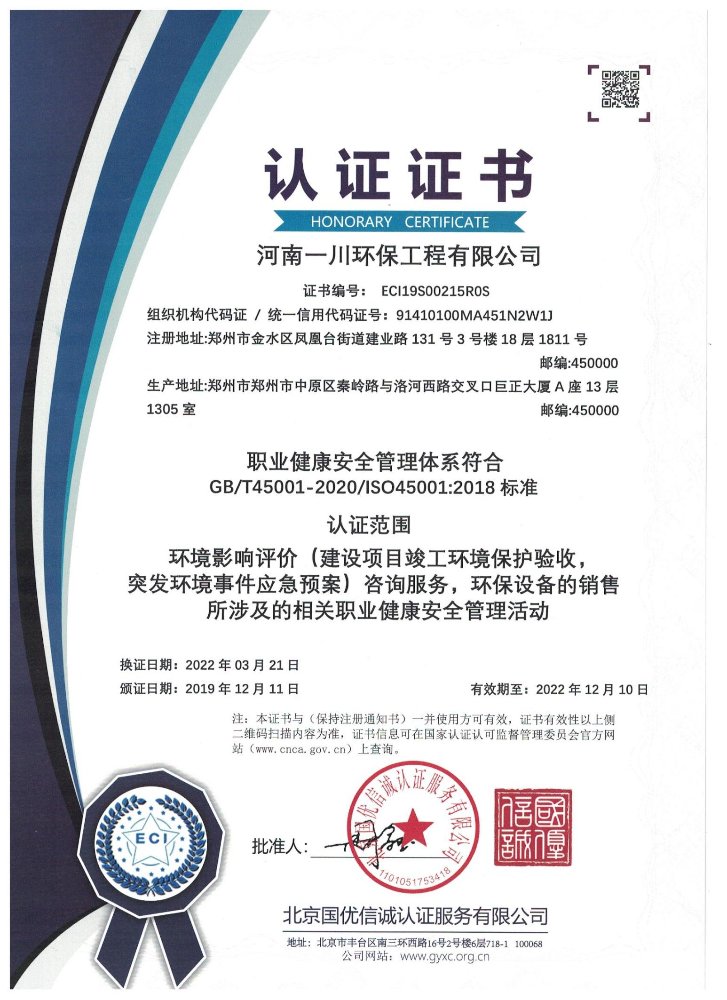 认证证书
HONORARY CERTIFICATE
河南一川环保工程有限公司
证书编号： ECI19S00215R0S
组织机构代码证 / 统一信用代码证号：91410100MA451N2W1J
注册地址:郑州市金水区凤凰台街道建业路 131 号 3 号楼 18 层 1811 号
邮编:450000
生产地址:郑州市郑州市中原区秦岭路与洛河西路交叉口巨正大厦 A 座 13 层
1305 室 邮编:450000
职业健康安全管理体系符合
GB/T45001-2020/ISO45001:2018 标准
认证范围
环境影响评价（建设项目竣工环境保护验收，
突发环境事件应急预案）咨询服务，环保设备的销售
所涉及的相关职业健康安全管理活动
换证日期：2022 年 03 月 21 日
颁证日期：2019 年 12 月 11 日 有效期至：2022 年 12 月 10 日
注：本证书与（保持注册通知书）一并使用方可有效，证书有效性以上侧
二维码扫描内容为准，证书信息可在国家认证认可监督管理委员会官方网
站（www.cnca.gov.cn）上查询。
ECI
批准人：
北京国优信诚认证服务有限公司
1101051753418
國優信誠
北京国优信诚认证服务有限公司
地址：北京市丰台区南三环西路16号2号楼6层718-1 100068
公司网站：www.gyxc.org.cn